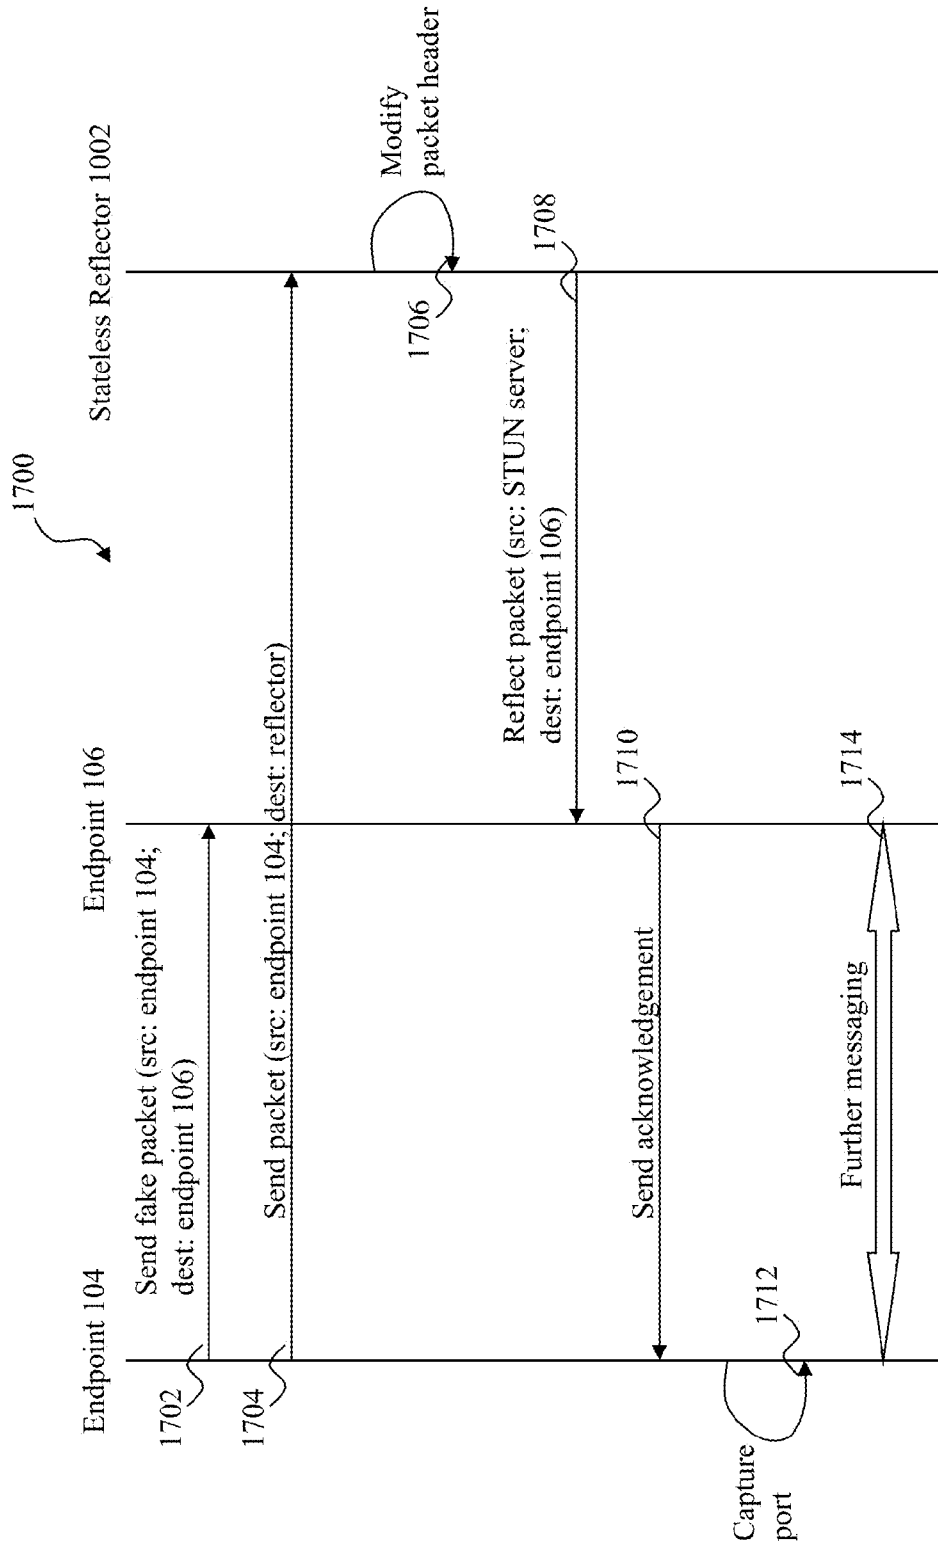 1700
Endpoint 104
Endpoint 106
Stateless Reflector 1002
1702
Send fake packet (src: endpoint 104;
dest: endpoint 106)
1704
Send packet (src: endpoint 104; dest: reflector)
Modify
packet header
1706
1708
Reflect packet (src: STUN server;
dest: endpoint 106)
1710
Send acknowledgement
Capture
port
1712
1714
Further messaging